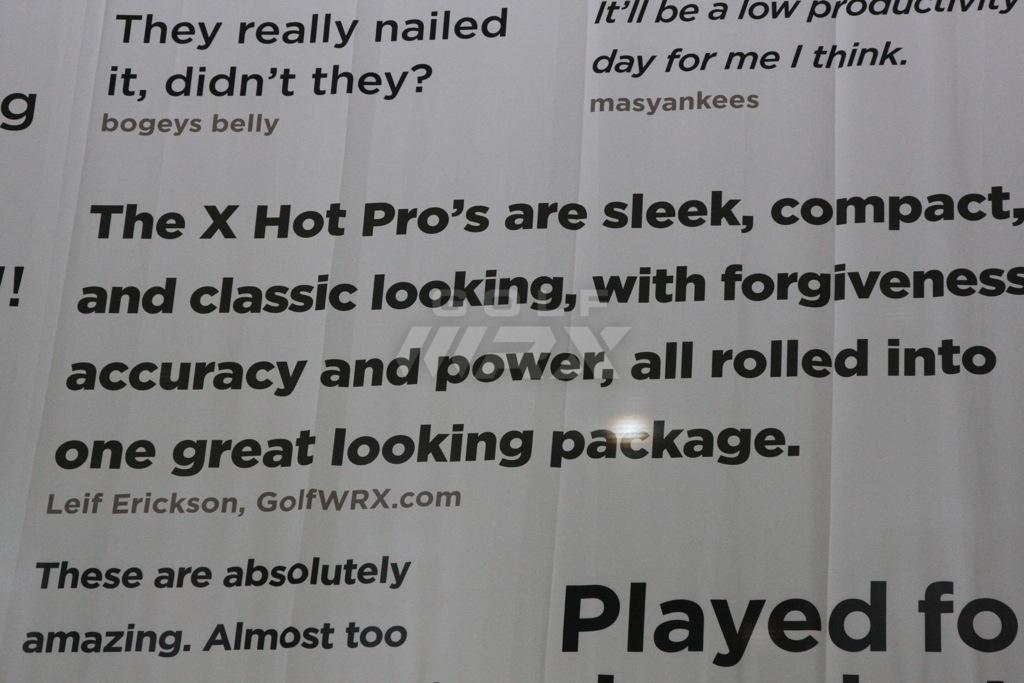 They really nailed
it, didn't they?
bogeys belly
It'll be a low productivity
day for me I think.
masyankees
g
!!
The X Hot Pro's are sleek, compact,
and classic looking, with forgiveness
accuracy and power, all rolled into
one great looking package.
Leif Erickson, GolfWRX.com
GOLF
WRX
These are absolutely
amazing. Almost too
Played fo